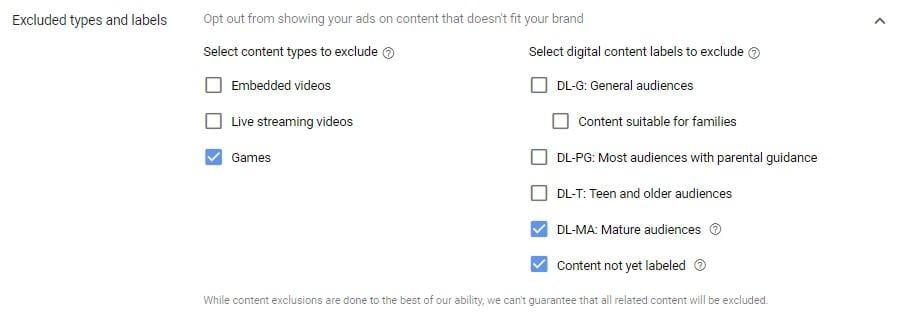 Excluded types and labels
Opt out from showing your ads on content that doesn't fit your brand
Select content types to exclude
Embedded videos
Live streaming videos
Games
Select digital content labels to exclude
DL-G: General audiences
Content suitable for families
DL-PG: Most audiences with parental guidance
DL-T: Teen and older audiences
DL-MA: Mature audiences
Content not yet labeled
While content exclusions are done to the best of our ability, we can't guarantee that all related content will be excluded.